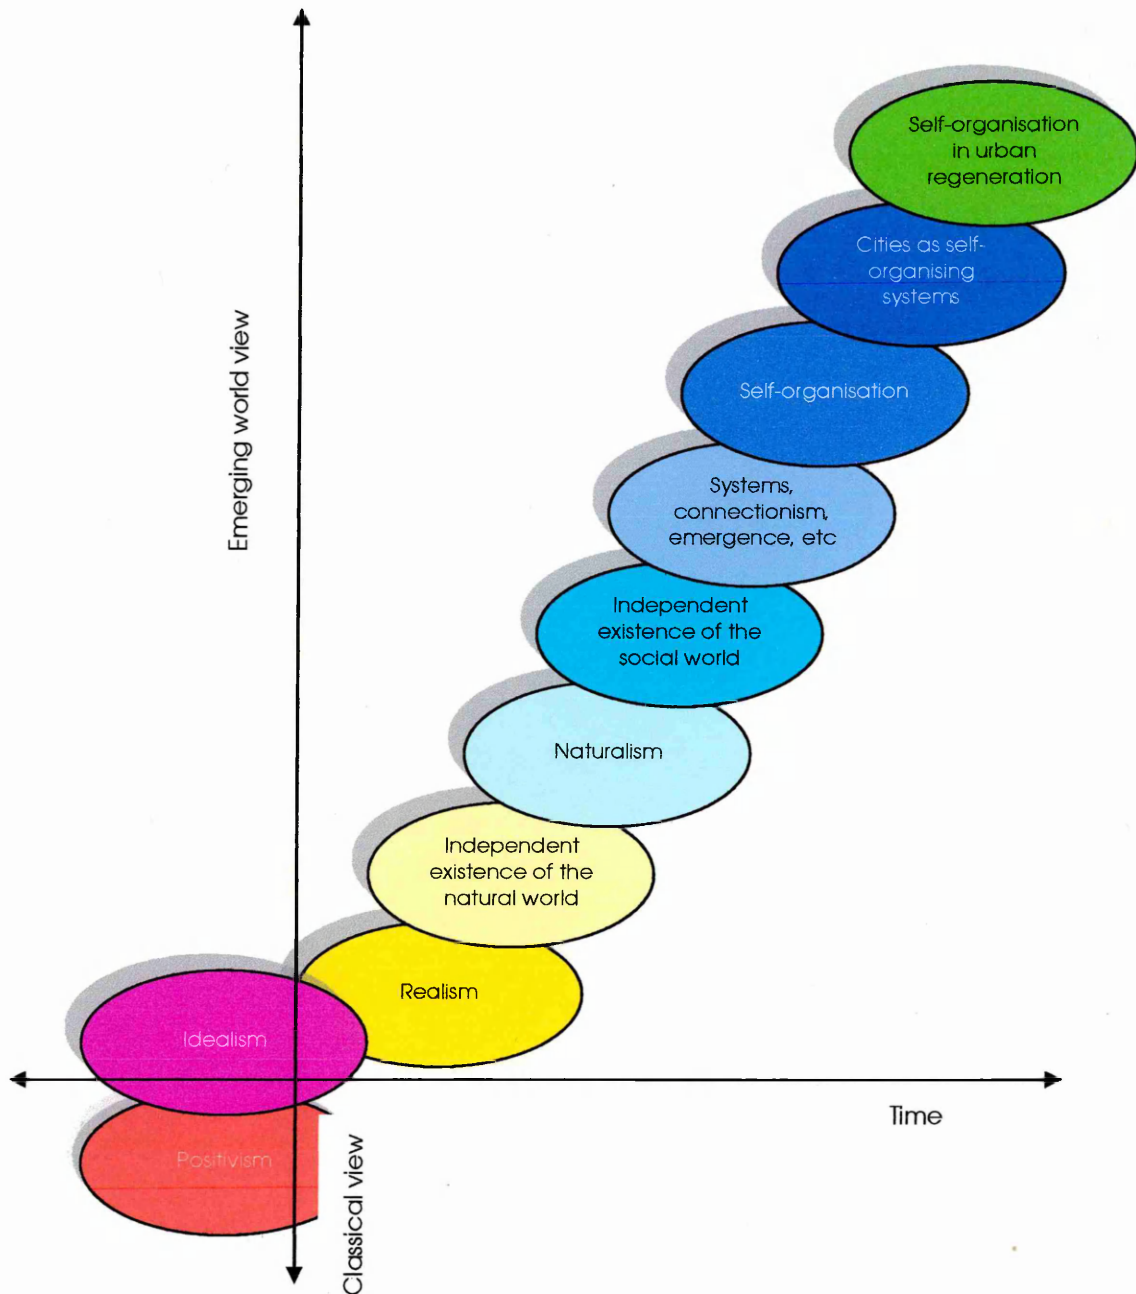 Self-organisation
in urban
regeneration
Cities as self-
organising
systems
Self-organisation
Systems,
connectionism,
emergence, etc
Independent
existence of the
social world
Naturalism
Independent
existence of the
natural world
Realism
Idealism
Positivism
Emerging world view
Classical view
Time